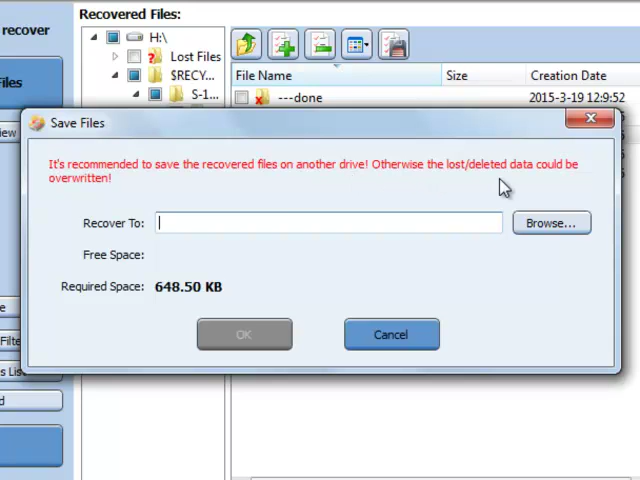 recover
Recovered Files:
H:\
Lost Files
$RECY...
S-1...
Files
File Name
Size
Creation Date
---done
2015-3-19 12:9:52
Save Files
It's recommended to save the recovered files on another drive! Otherwise the lost/deleted data could be
overwritten!
Recover To:
Browse...
Free Space:
Required Space: 648.50 KB
OK
Cancel